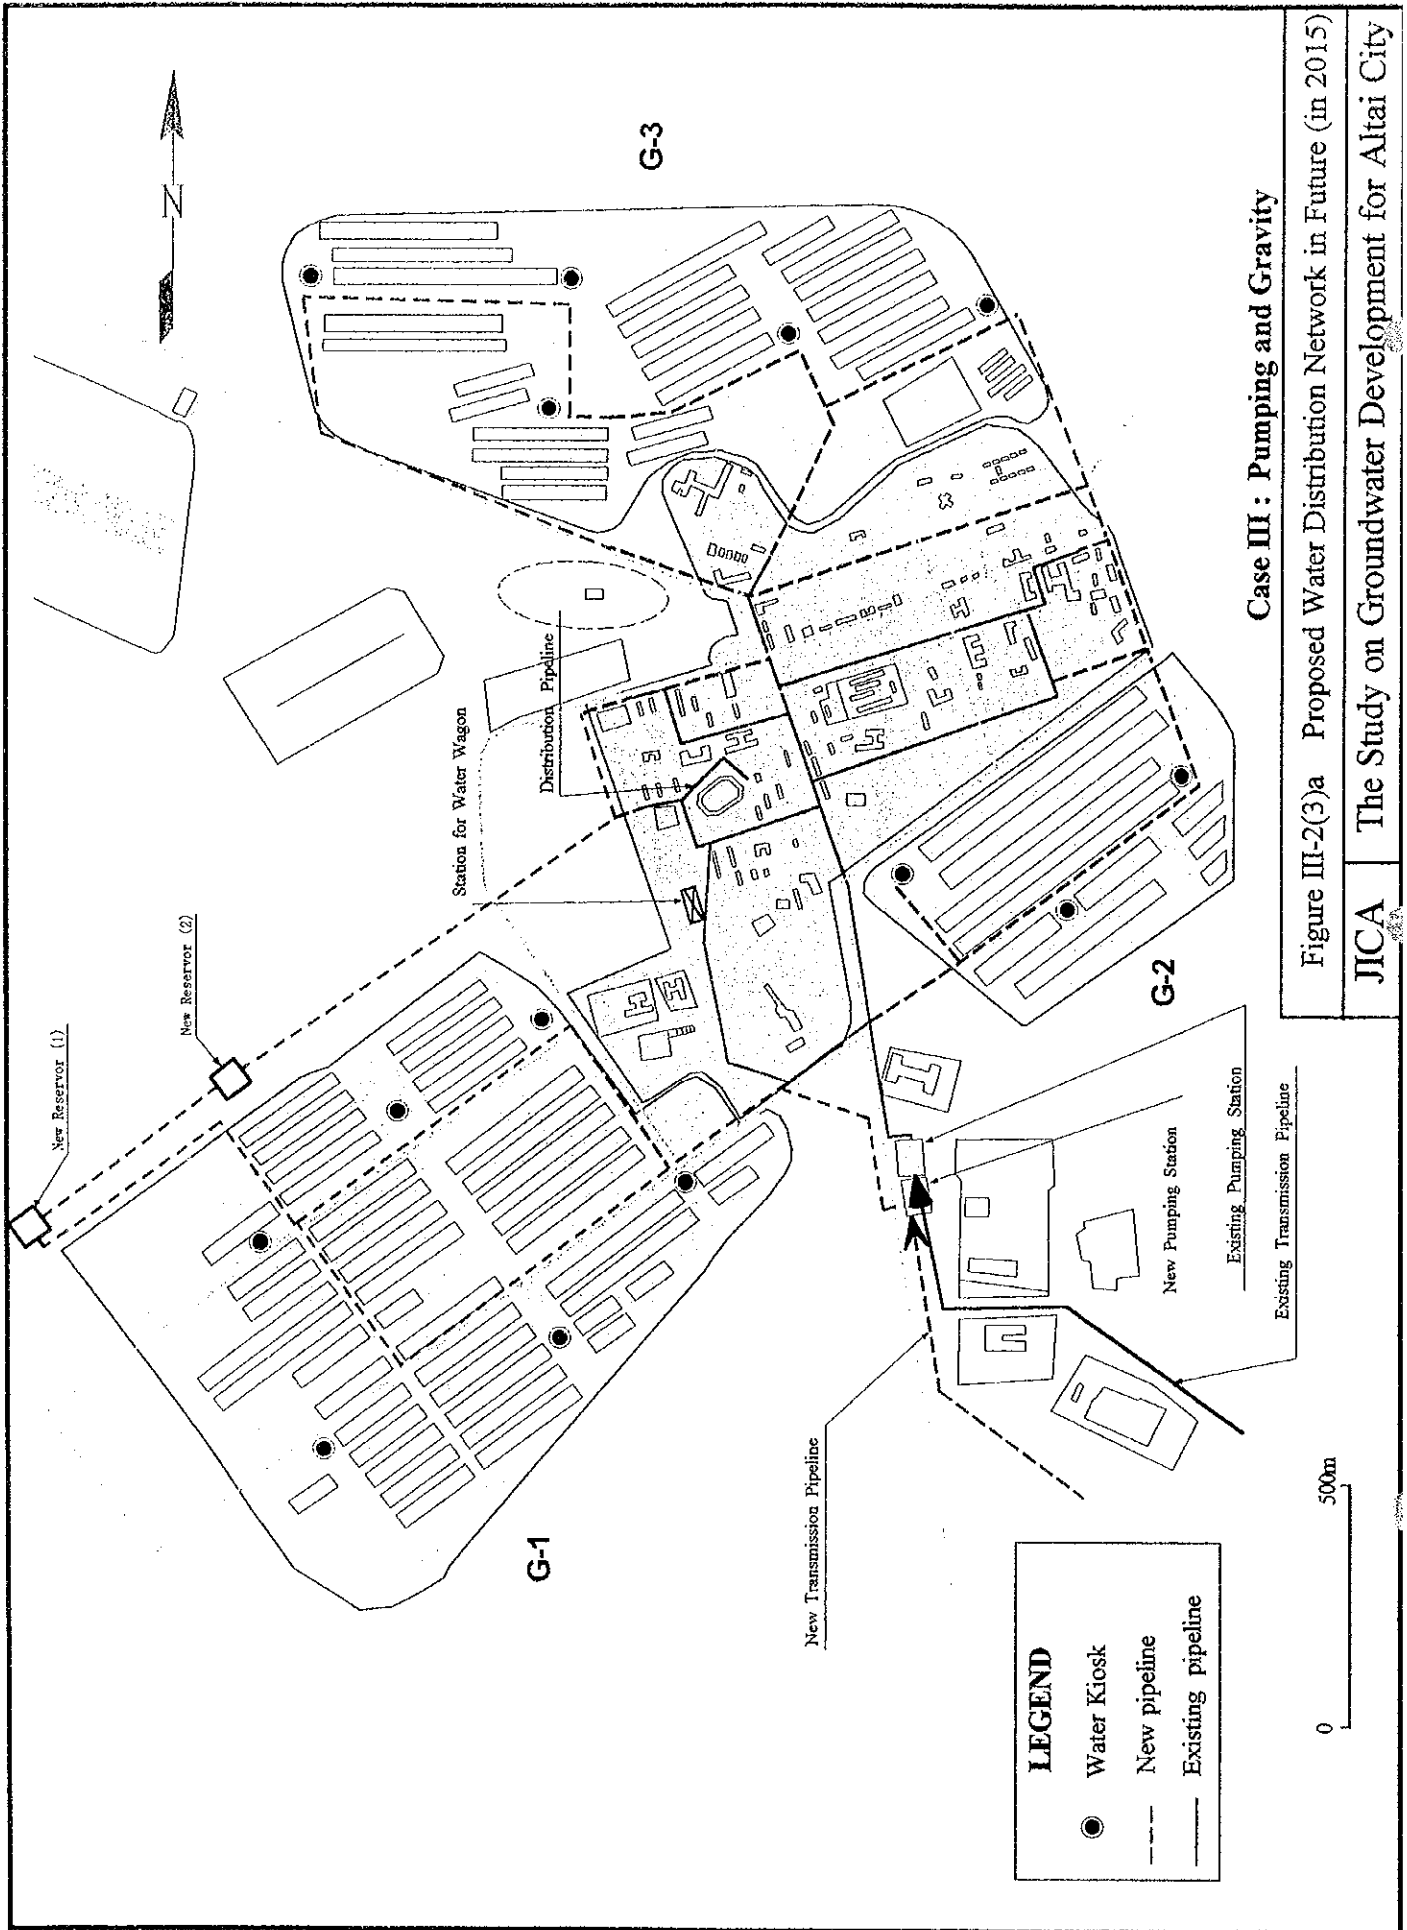 New Reservor (1)
New Reservor (2)
N
G-3
Station for Water Wagon
Distribution Pipeline
G-1
G-2
New Transmission Pipeline
New Pumping Station
Existing Pumping Station
Existing Transmission Pipeline
LEGEND
Water Kiosk
New pipeline
Existing pipeline
0
500m
Case III : Pumping and Gravity
Figure III-2(3)a Proposed Water Distribution Network in Future (in 2015)
JICA
The Study on Groundwater Development for Altai City